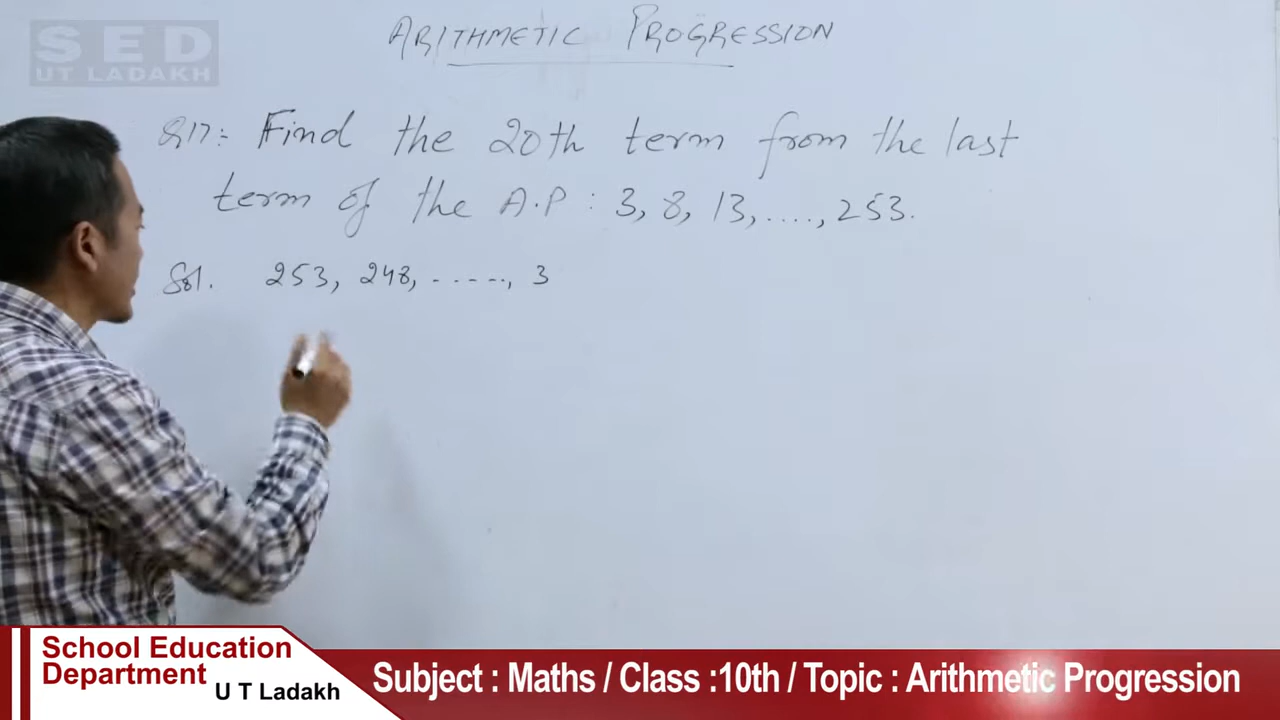 SED
UT LADAKH
ARITHMETIC PROGRESSION
Q17: Find the 20th term from the last
term of the A.P : 3, 8, 13, ...., 253.
Sol. 253, 248, ......, 3
School Education
Department
U T Ladakh
Subject : Maths / Class :10th / Topic : Arithmetic Progression